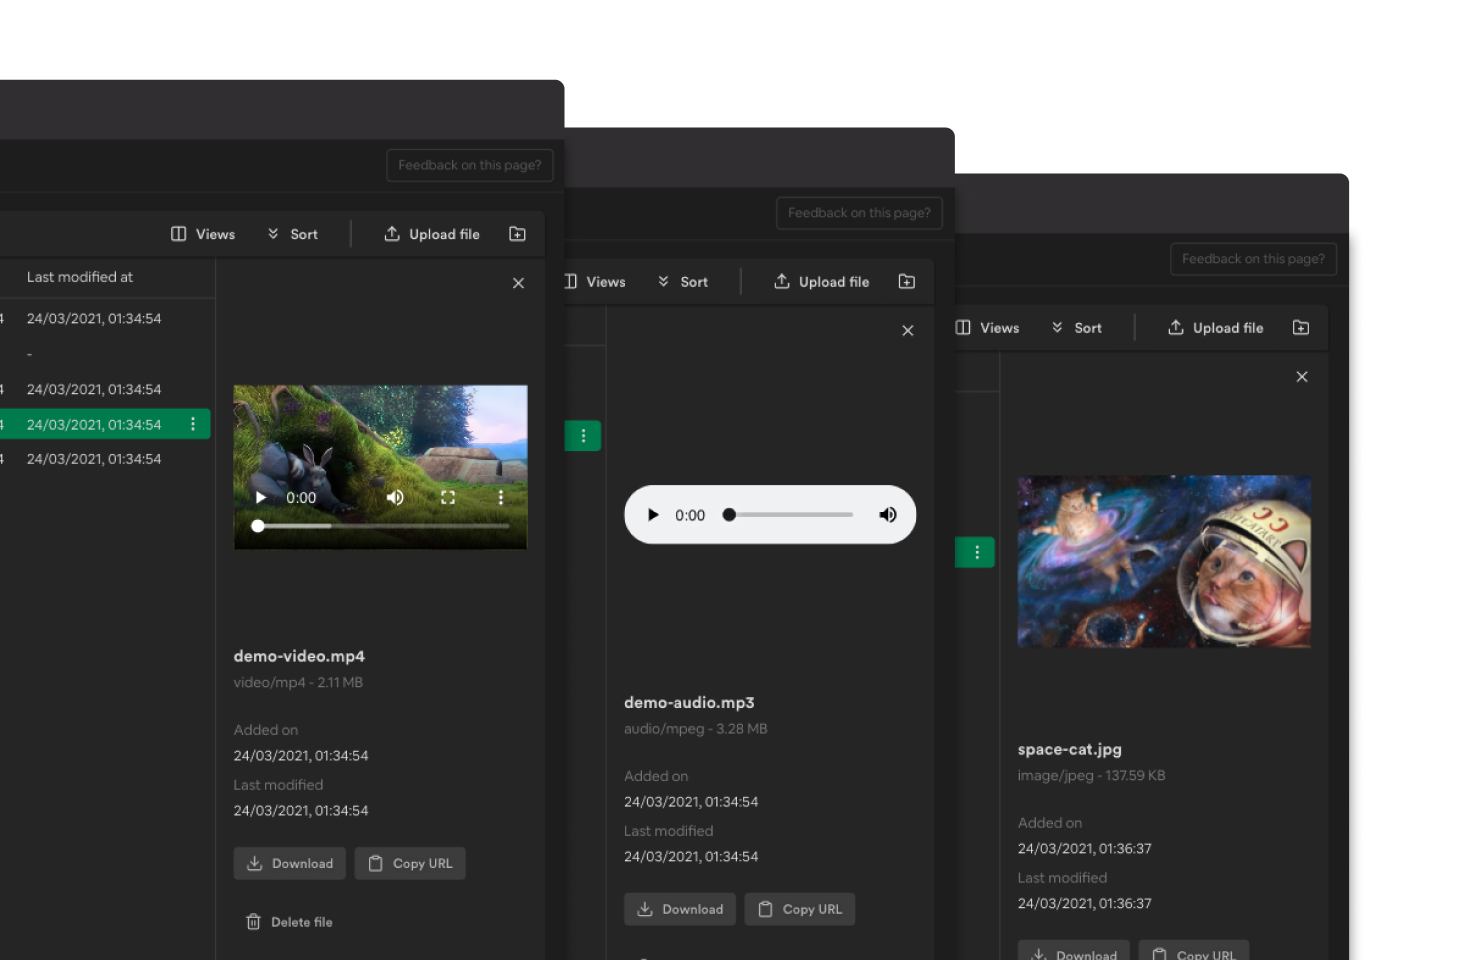 Feedback on this page?
Views Sort Upload file
Last modified at
4 24/03/2021, 01:34:54
-
4 24/03/2021, 01:34:54
4 24/03/2021, 01:34:54
4 24/03/2021, 01:34:54
0:00
demo-video.mp4
video/mp4 - 2.11 MB
Added on
24/03/2021, 01:34:54
Last modified
24/03/2021, 01:34:54
Download Copy URL
Delete file
Feedback on this page?
Views Sort Upload file
0:00
demo-audio.mp3
audio/mpeg - 3.28 MB
Added on
24/03/2021, 01:34:54
Last modified
24/03/2021, 01:34:54
Download Copy URL
Feedback on this page?
Views Sort Upload file
space-cat.jpg
image/jpeg - 137.59 KB
Added on
24/03/2021, 01:36:37
Last modified
24/03/2021, 01:36:37
Download Copy URL